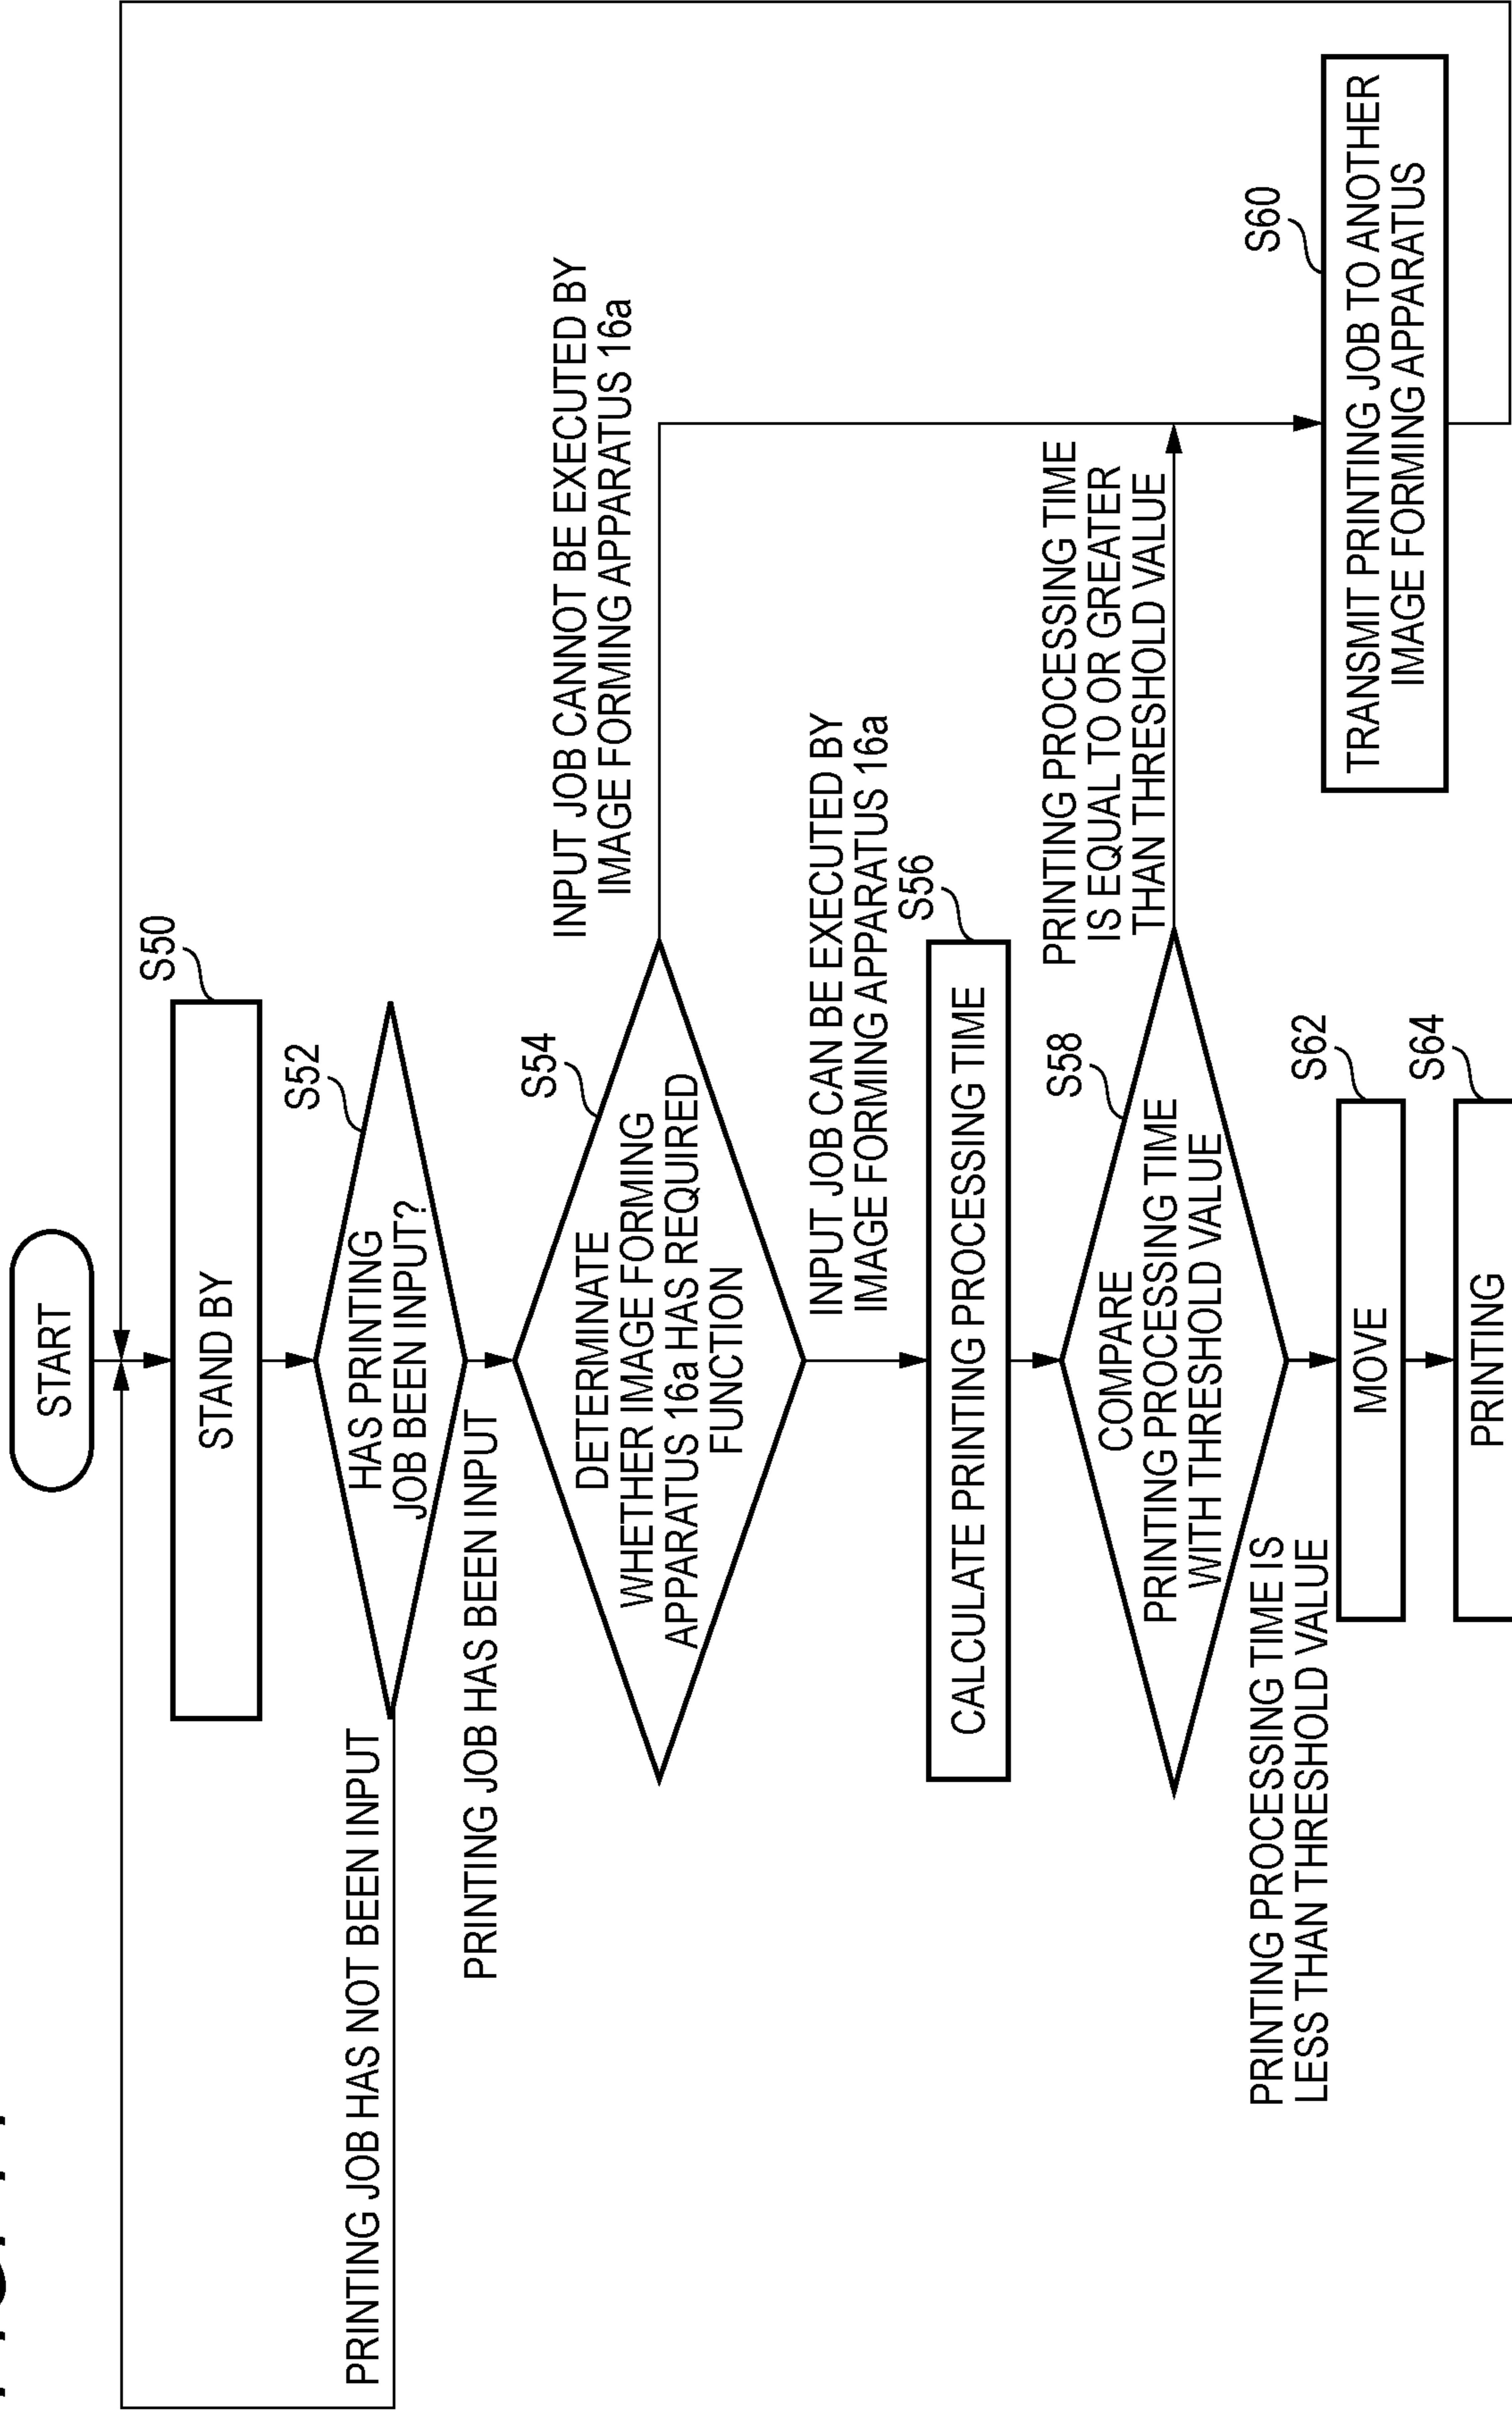 START
S50
STAND BY
S52
HAS PRINTING
JOB BEEN INPUT?
PRINTING JOB HAS NOT BEEN INPUT
PRINTING JOB HAS BEEN INPUT
S54
DETERMINATE
WHETHER IMAGE FORMING
APPARATUS 16a HAS REQUIRED
FUNCTION
INPUT JOB CANNOT BE EXECUTED BY
IMAGE FORMING APPARATUS 16a
INPUT JOB CAN BE EXECUTED BY
IMAGE FORMING APPARATUS 16a
S56
CALCULATE PRINTING PROCESSING TIME
S58
COMPARE
PRINTING PROCESSING TIME
WITH THRESHOLD VALUE
PRINTING PROCESSING TIME
IS EQUAL TO OR GREATER
THAN THRESHOLD VALUE
PRINTING PROCESSING TIME IS
LESS THAN THRESHOLD VALUE
S60
TRANSMIT PRINTING JOB TO ANOTHER
IMAGE FORMING APPARATUS
S62
MOVE
S64
PRINTING